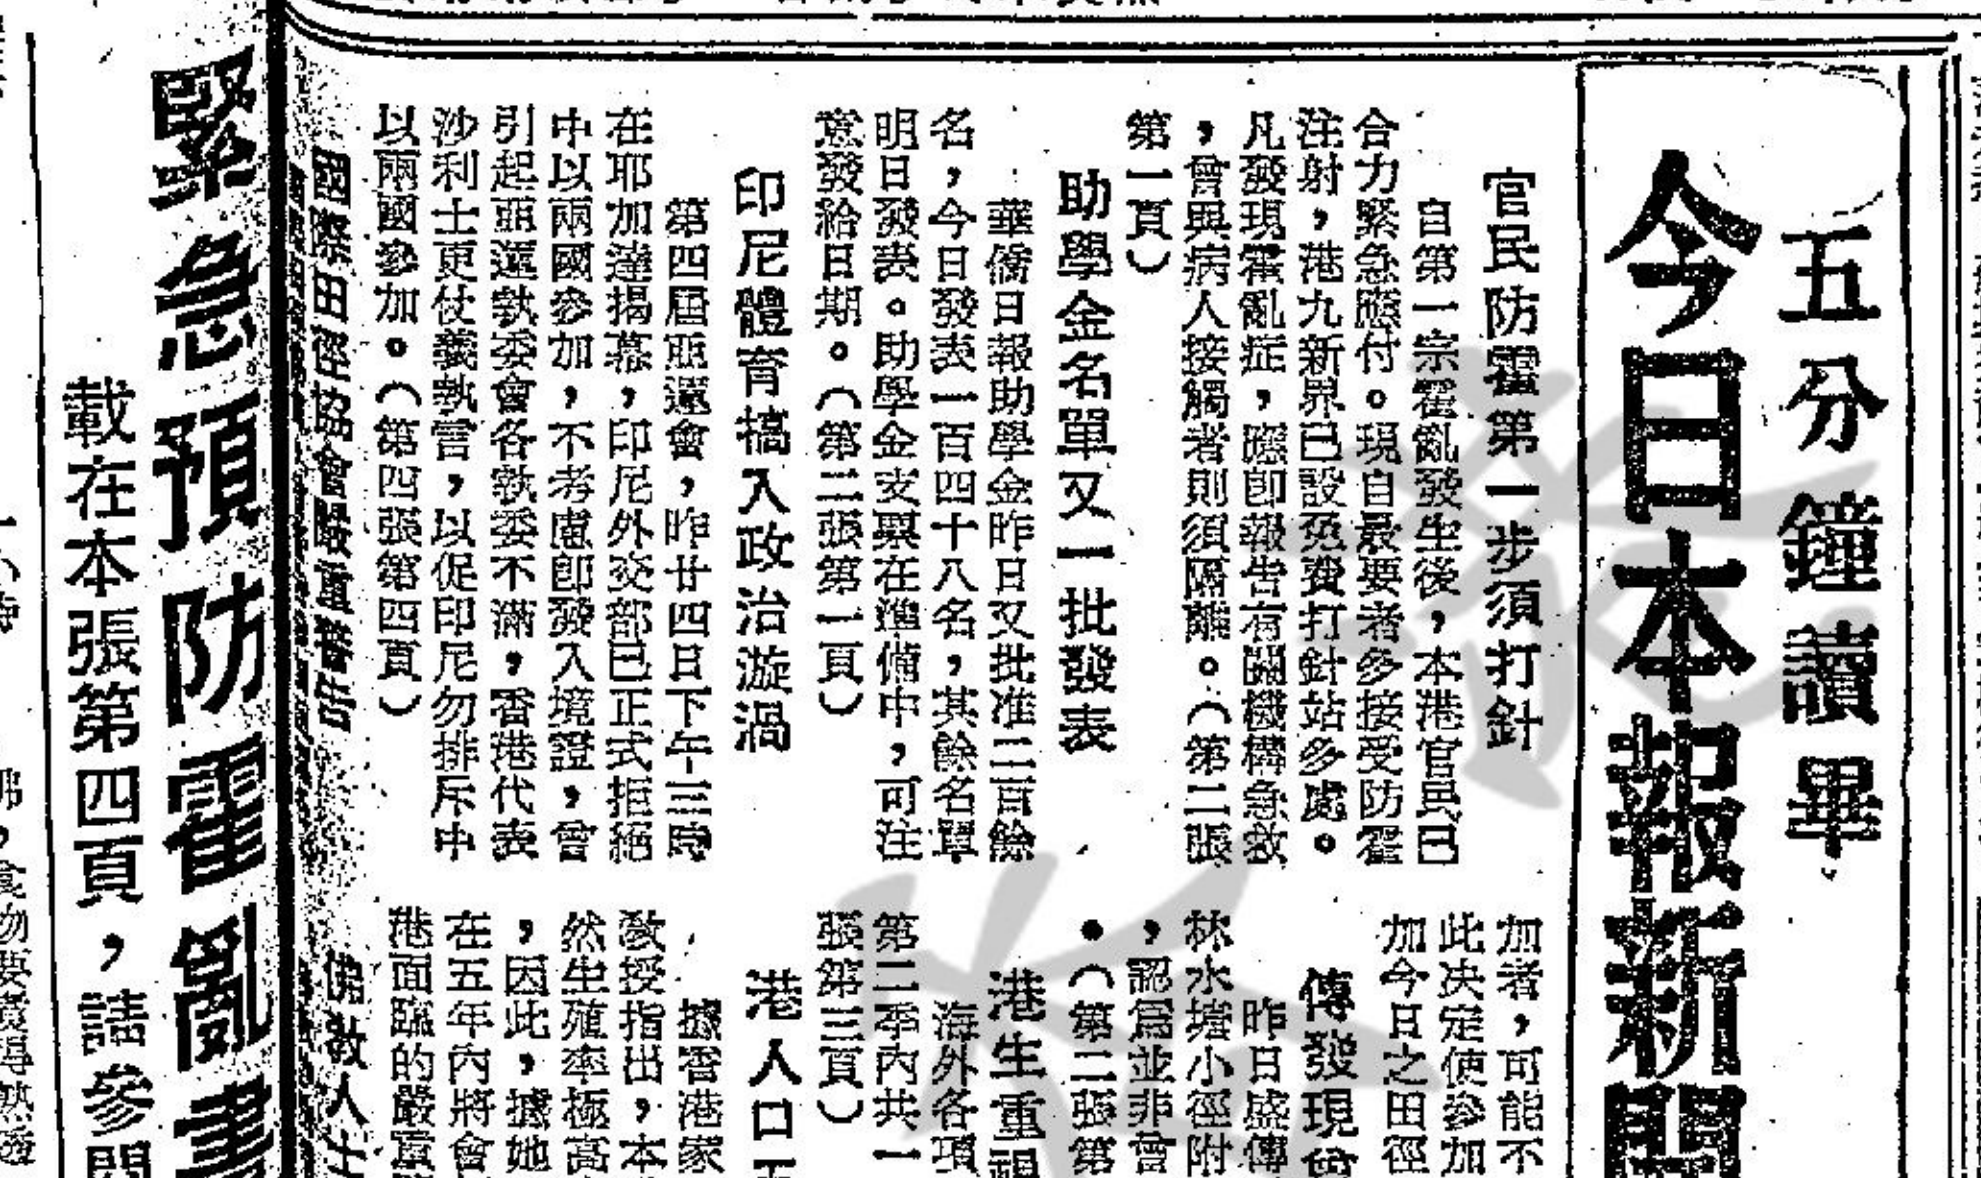 五分鐘讀畢
今日本報新聞
官民防霍第一步須打針
自第一宗霍亂發生後，本港官民已
合力緊急應付。現自最要者多接受防霍
注射，港九新界已設免費打針站多處。
凡發現霍亂症，應卽報告有關機構急救
，曾與病人接觸者則須隔離。（第二張
第一頁）
助學金名單又一批發表
華僑日報助學金昨日又批准二百餘
名，今日發表一百四十八名，其餘名單
明日發表。助學金支票在準備中，可注
意發給日期。（第三張第一頁）
印尼體育搞入政治漩渦
第四屆亞運會，昨廿四日下午三時
在耶加達揭幕，印尼外交部已正式拒絕
中以兩國參加，不考慮卽發入境證，曾
引起亞運執委會各執委不滿，香港代表
沙利士更仗義執言，以促印尼勿排斥中
以兩國參加。（第四張第四頁）
國際田徑協會嚴重警告
加者，可能不
此決定使參加
加今日之田徑
傳發現
昨日盛傳
林水塘小徑附
，認爲並非會
。（第二張第
港生重視
海外各項
第二季內共一
張第三頁）
港人口
據香港家
敎授指出，本
然生殖率極高
，因此，據她
在五年內將會
港面臨的嚴重
佛敎人士
緊急預防霍亂書
載在本張第四頁，請參閱